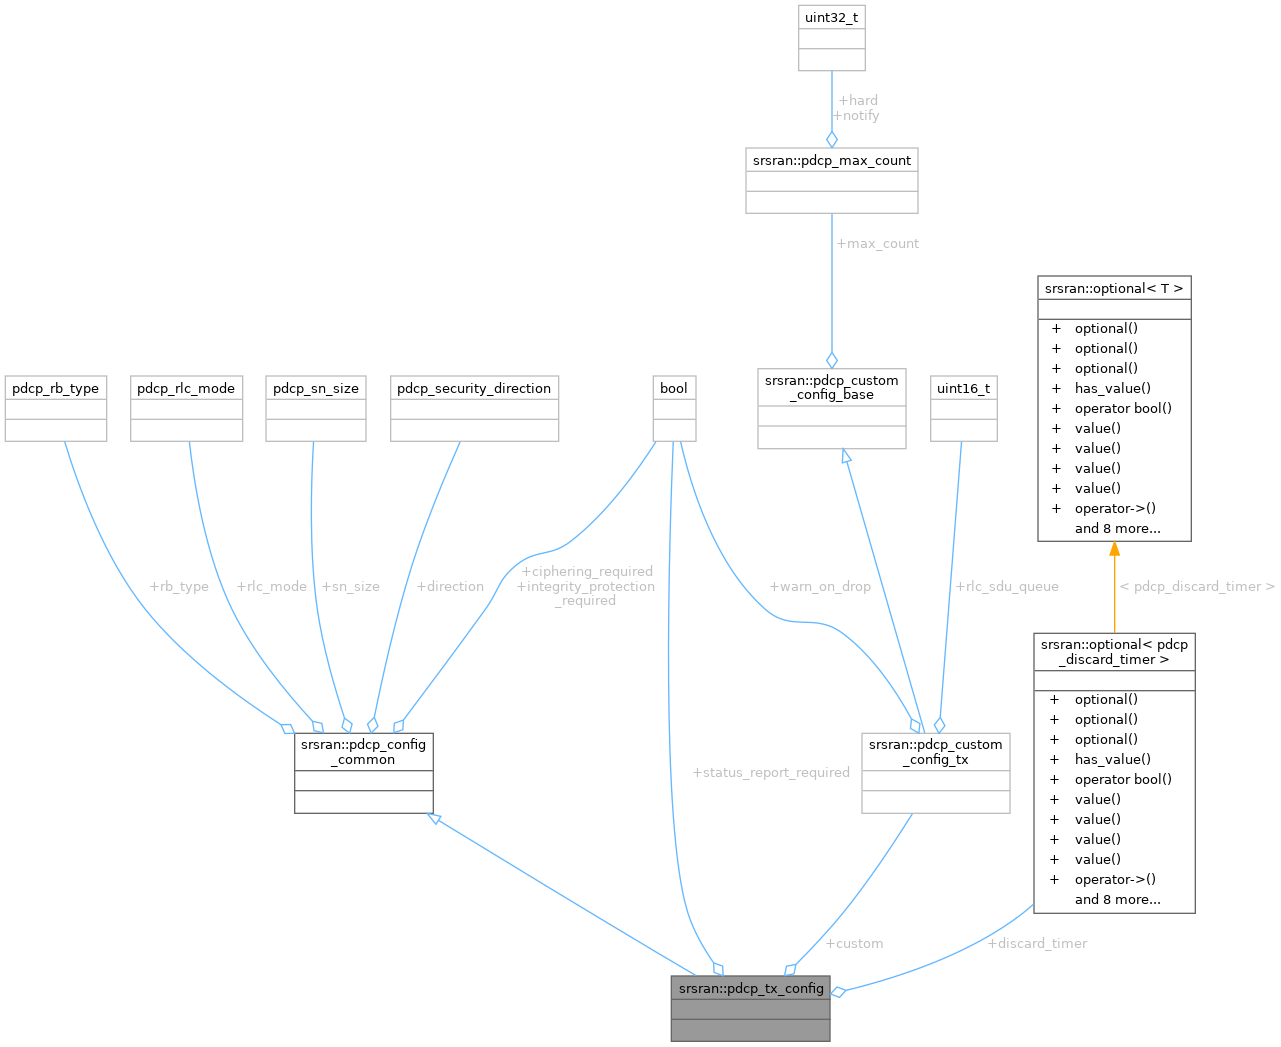 uint32_t
+hard
+notify
srsran::pdcp_max_count
+max_count
srsran::optional< T >
+ optional()
+ optional()
+ optional()
+ has_value()
+ operator bool()
+ value()
+ value()
+ value()
+ value()
+ operator->()
and 8 more...
pdcp_rb_type
pdcp_rlc_mode
pdcp_sn_size
pdcp_security_direction
bool
srsran::pdcp_custom
_config_base
uint16_t
+rb_type
+rlc_mode
+sn_size
+direction
+ciphering_required
+integrity_protection
_required
+warn_on_drop
+rlc_sdu_queue
< pdcp_discard_timer >
srsran::optional< pdcp
_discard_timer >
+ optional()
+ optional()
+ optional()
+ has_value()
+ operator bool()
+ value()
+ value()
+ value()
+ value()
+ operator->()
and 8 more...
srsran::pdcp_config
_common
+status_report_required
srsran::pdcp_custom
_config_tx
+custom
+discard_timer
srsran::pdcp_tx_config